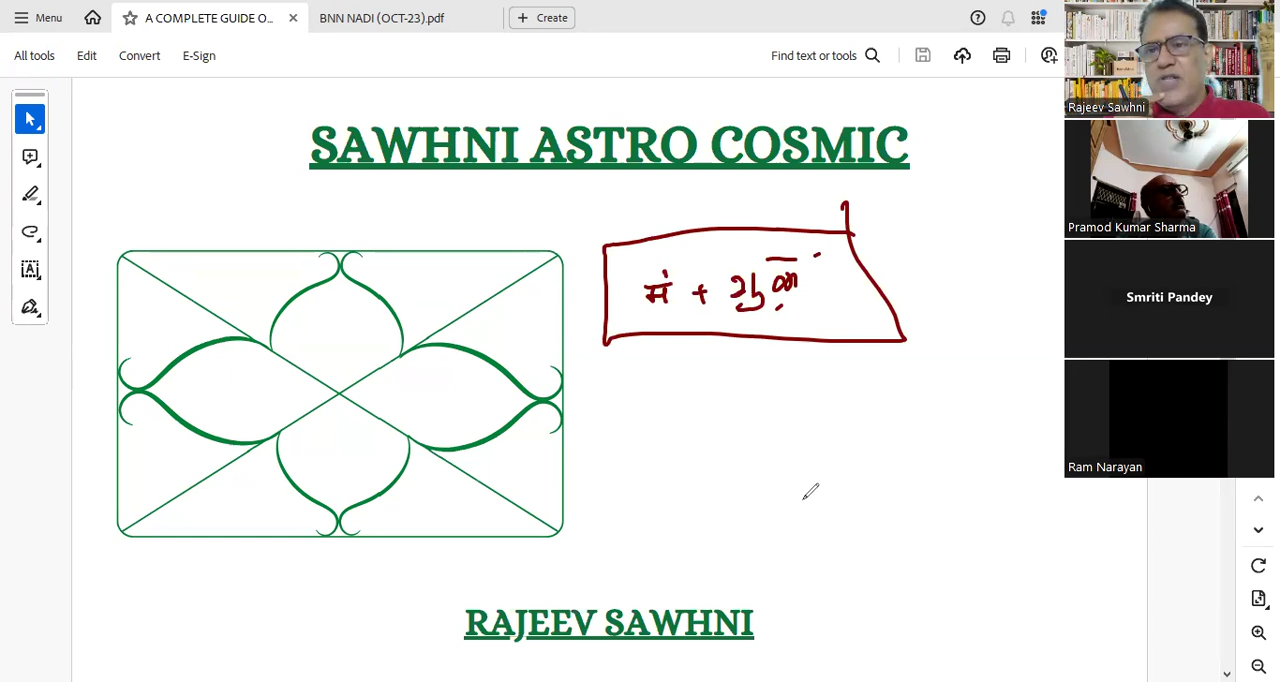 Menu
A COMPLETE GUIDE O...
BNN NADI (OCT-23).pdf
Create
All tools
Edit
Convert
E-Sign
Find text or tools
SAWHNI ASTRO COSMIC
मं +
RAJEEV SAWHNI
Rajeev Sawhni
Pramod Kumar Sharma
Smriti Pandey
Ram Narayan